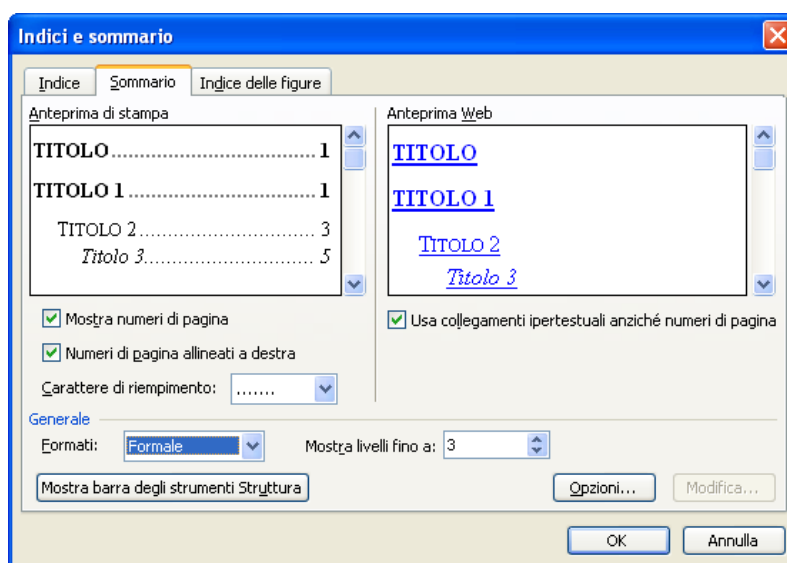 Indici e sommario
Indice Sommario Indice delle figure
Anteprima di stampa
TITOLO.................................. 1
TITOLO 1 ............................... 1
TITOLO 2............................ 3
Titolo 3............................ 5
Anteprima Web
TITOLO
TITOLO 1
TITOLO 2
Titolo 3
Mostra numeri di pagina
Usa collegamenti ipertestuali anziché numeri di pagina
Numeri di pagina allineati a destra
Carattere di riempimento: .......
Generale
Formati: Formale Mostra livelli fino a: 3
Mostra barra degli strumenti Struttura Opzioni... Modifica...
OK Annulla